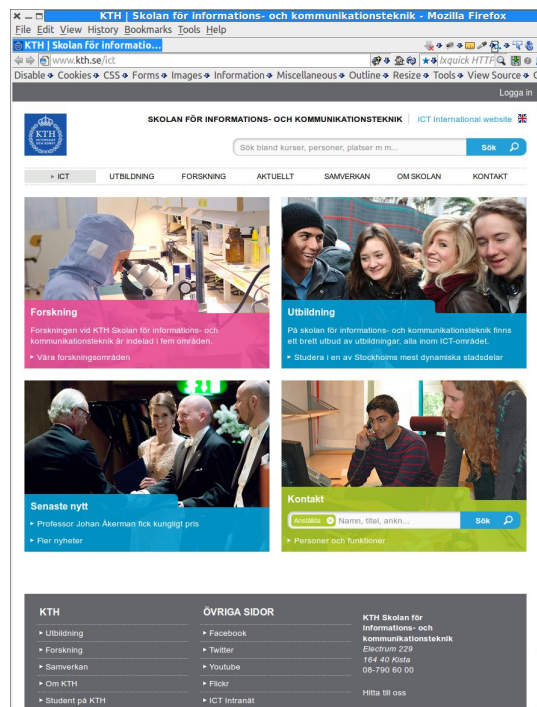 KTH | Skolan för informations- och kommunikationsteknik - Mozilla Firefox
File Edit View History Bookmarks Tools Help
KTH | Skolan för informatio...
www.kth.se/ict
Ixquick HTTP
Disable Cookies CSS Forms Images Information Miscellaneous Outline Resize Tools View Source
Logga in
KTH
SKOLAN FÖR INFORMATIONS- OCH KOMMUNIKATIONSTEKNIK
ICT International website
Sök bland kurser, personer, platser m m... Sök
ICT UTBILDNING FORSKNING AKTUELLT SAMVERKAN OM SKOLAN KONTAKT
Forskning
Forskningen vid KTH Skolan för informations- och
kommunikationsteknik är indelad i fem områden.
Våra forskningsområden
Utbildning
På skolan för informations- och kommunikationsteknik finns
ett brett utbud av utbildningar, alla inom ICT-området.
Studera i en av Stockholms mest dynamiska stadsdelar
Senaste nytt
Professor Johan Åkerman fick kungligt pris
Fler nyheter
Kontakt
Anställda Namn, titel, ankn... Sök
Personer och funktioner
KTH
Utbildning
Forskning
Samverkan
Om KTH
Student på KTH
ÖVRIGA SIDOR
Facebook
Twitter
Youtube
Flickr
ICT Intranät
KTH Skolan för
informations- och
kommunikationsteknik
Electrum 229
164 40 Kista
08-790 60 00
Hitta till oss